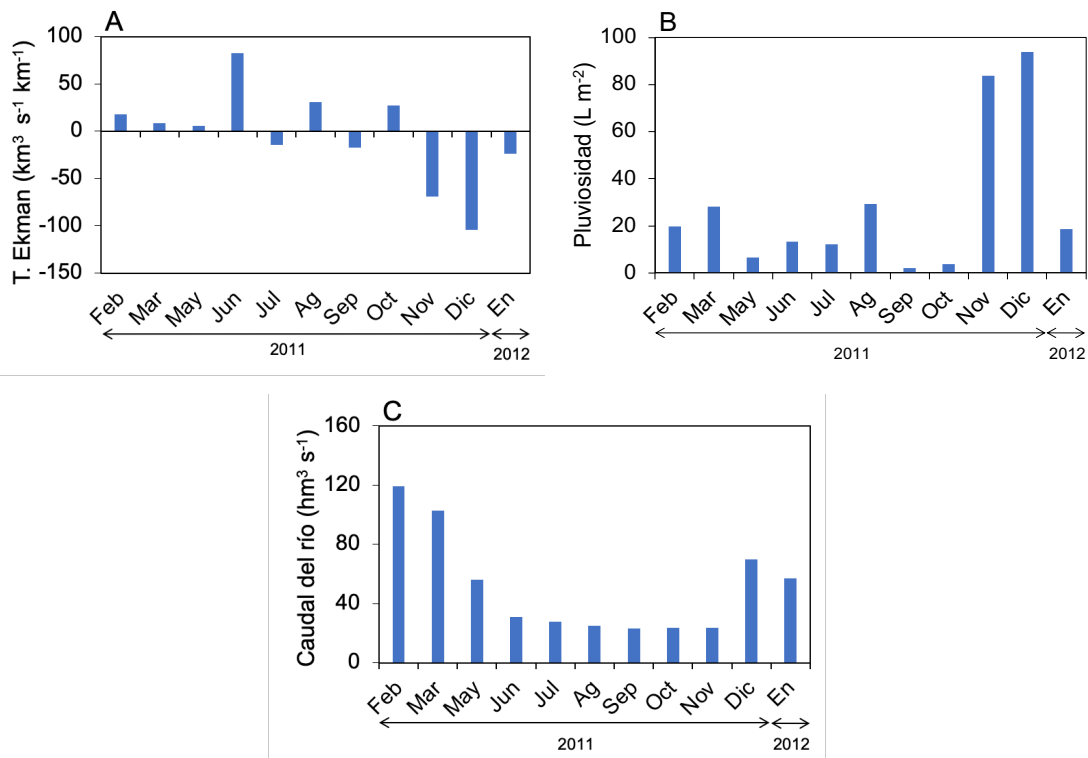 A
T. Ekman (km³ s⁻¹ km⁻¹)
100
50
0
-50
-100
-150
Feb Mar May Jun Jul Ag Sep Oct Nov Dic En
2011 2012
B
Pluviosidad (L m⁻²)
100
80
60
40
20
0
Feb Mar May Jun Jul Ag Sep Oct Nov Dic En
2011 2012
C
Caudal del río (hm³ s⁻¹)
160
120
80
40
0
Feb Mar May Jun Jul Ag Sep Oct Nov Dic En
2011 2012